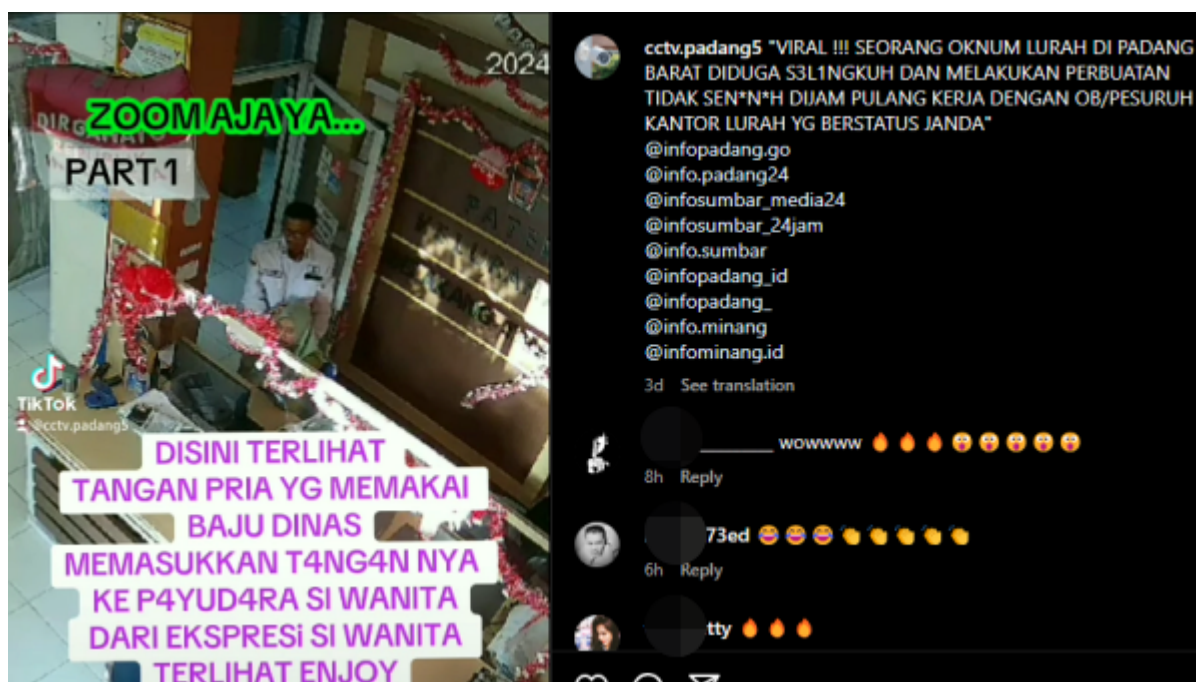 2024
DIRG
ZOOM AJA YA...
PART 1
TikTok
@cctv.padang5
DISINI TERLIHAT
TANGAN PRIA YG MEMAKAI
BAJU DINAS
MEMASUKKAN T4NG4N NYA
KE P4YUD4RA SI WANITA
DARI EKSPRESi SI WANITA
TERLIHAT ENJOY
cctv.padang5 "VIRAL !!! SEORANG OKNUM LURAH DI PADANG
BARAT DIDUGA S3L1NGKUH DAN MELAKUKAN PERBUATAN
TIDAK SEN*N*H DIJAM PULANG KERJA DENGAN OB/PESURUH
KANTOR LURAH YG BERSTATUS JANDA"
@infopadang.go
@info.padang24
@infosumbar_media24
@infosumbar_24jam
@info.sumbar
@infopadang_id
@infopadang_
@info.minang
@infominang.id
3d See translation
wowwww 🔥 🔥 🔥 😲 😲 😲 😲 😲
8h Reply
73ed 😂 😂 😂 👏 👏 👏 👏 👏
6h Reply
tty 🔥 🔥 🔥